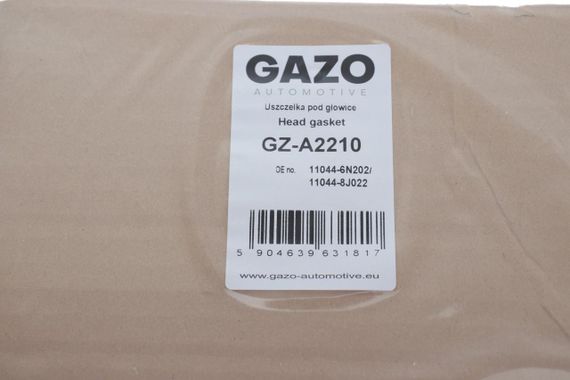 GAZO
AUTOMOTIVE
Uszczelka pod głowice
Head gasket
GZ-A2210
OE no. 11044-6N202/
11044-8J022
5 904639 631817
www.gazo-automotive.eu